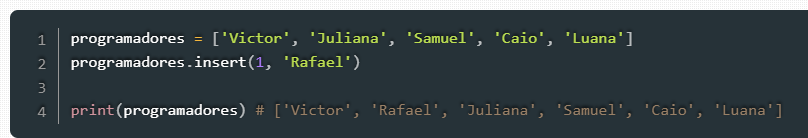 1 programadores = ['Victor', 'Juliana', 'Samuel', 'Caio', 'Luana']
2 programadores.insert(1, 'Rafael')
3
4 print(programadores) # ['Victor', 'Rafael', 'Juliana', 'Samuel', 'Caio', 'Luana']